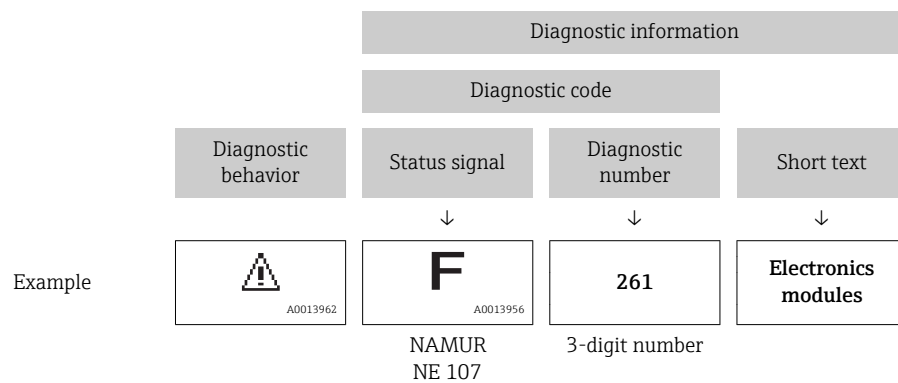 Diagnostic information
Diagnostic code
Diagnostic
behavior
Status signal
Diagnostic
number
Short text
↓ ↓ ↓
Example
A0013962
F
A0013956
261
Electronics
modules
NAMUR
NE 107
3-digit number